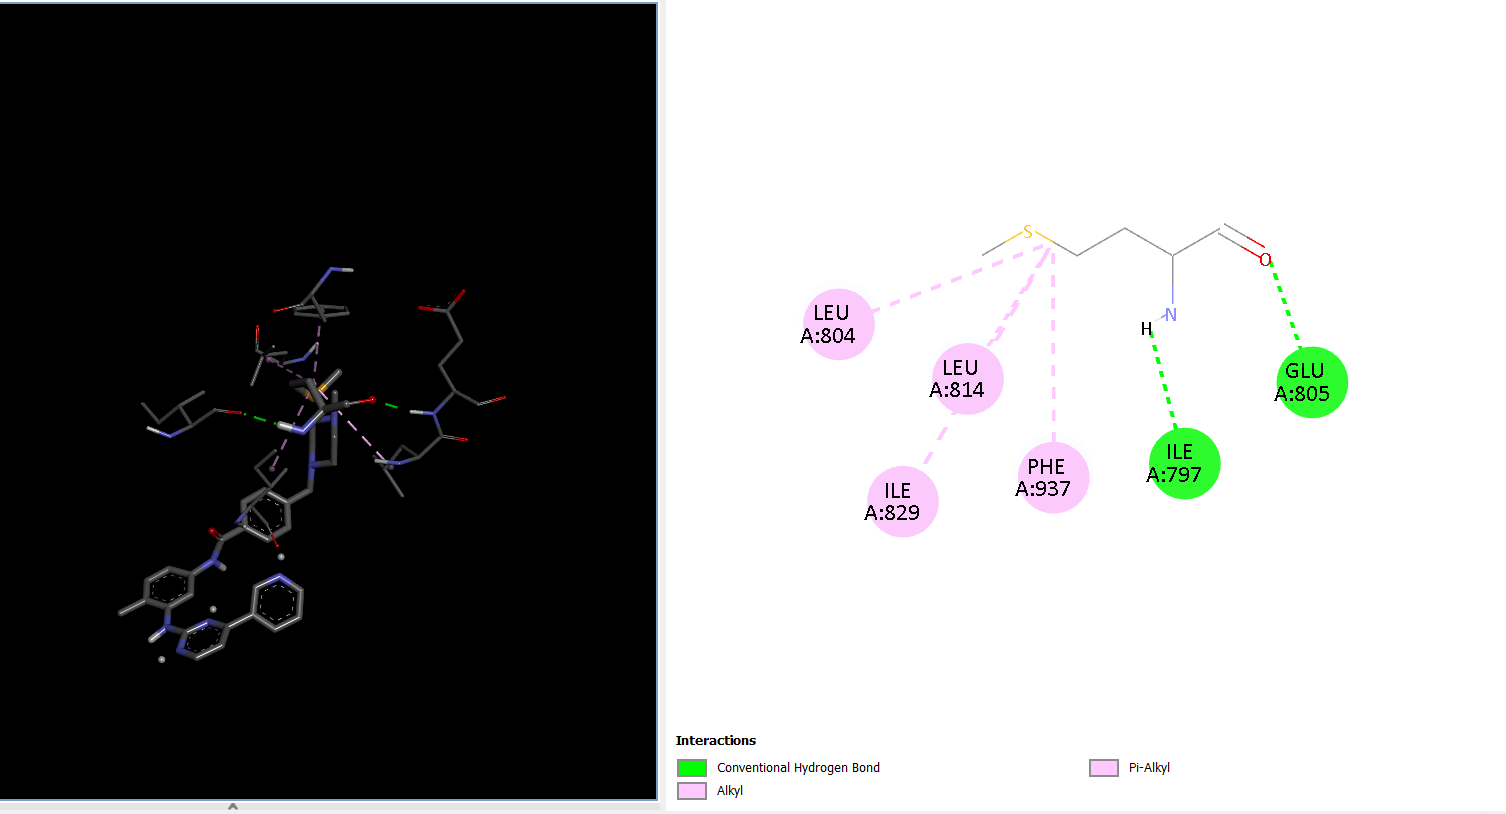 S
O
N
H
LEU
A:804
LEU
A:814
GLU
A:805
ILE
A:797
PHE
A:937
ILE
A:829
Interactions
Conventional Hydrogen Bond
Alkyl
Pi-Alkyl